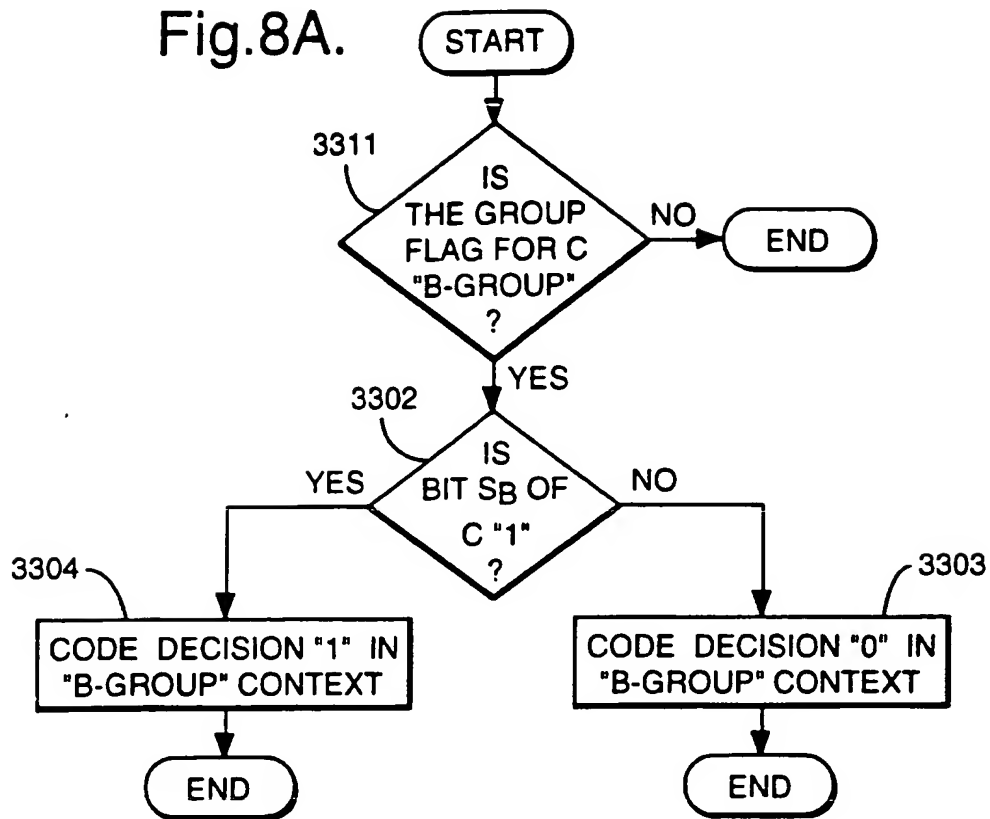 Fig.8A.
START
3311
IS
THE GROUP
FLAG FOR C
"B-GROUP"
?
NO
END
YES
3302
IS
BIT SB OF
C "1"
?
YES
NO
3304
3303
CODE DECISION "1" IN
"B-GROUP" CONTEXT
CODE DECISION "0" IN
"B-GROUP" CONTEXT
END
END